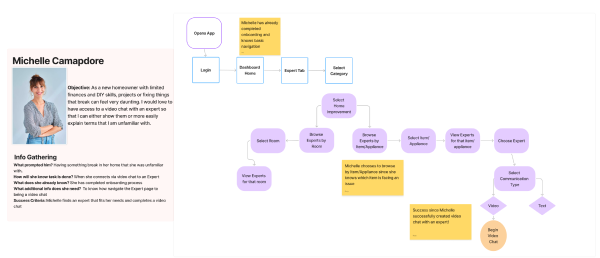 Michelle Camapdore
Objective: As a new homeowner with limited
finances and DIY skills, projects or fixing things
that break can feel very daunting. I would love to
have access to a video chat with an expert so
that I can either show them or more easily
explain terms that I am unfamiliar with.
Info Gathering
What prompted him? Having something break in her home that she was unfamiliar
with.
How will she know task is done? When she connects via video chat to an Expert
What does she already know? She has completed onboarding process
What additional info does she need? To know how navigate the Expert page to
being a video chat
Success Criteria: Michelle finds an expert that fits her needs and completes a video
chat
Opens App
Michelle has already
completed
onboarding and
knows basic
navigation
...
Login
Dashboard
Home
Expert Tab
Select
Category
Select
Home
Improvement
Select Room
Browse
Experts by
Room
Browse
Experts by
Item/Appliance
Select Item/
Appliance
View Experts
for that item/
appliance
Choose Expert
View Experts
for that room
Michelle chooses to browse
by Item/Appliance since she
knows which item is facing an
issue
Select
Communication
Type
Success since Michelle
successfully created video
chat with an expert!
...
Video
Text
Begin
Video
Chat